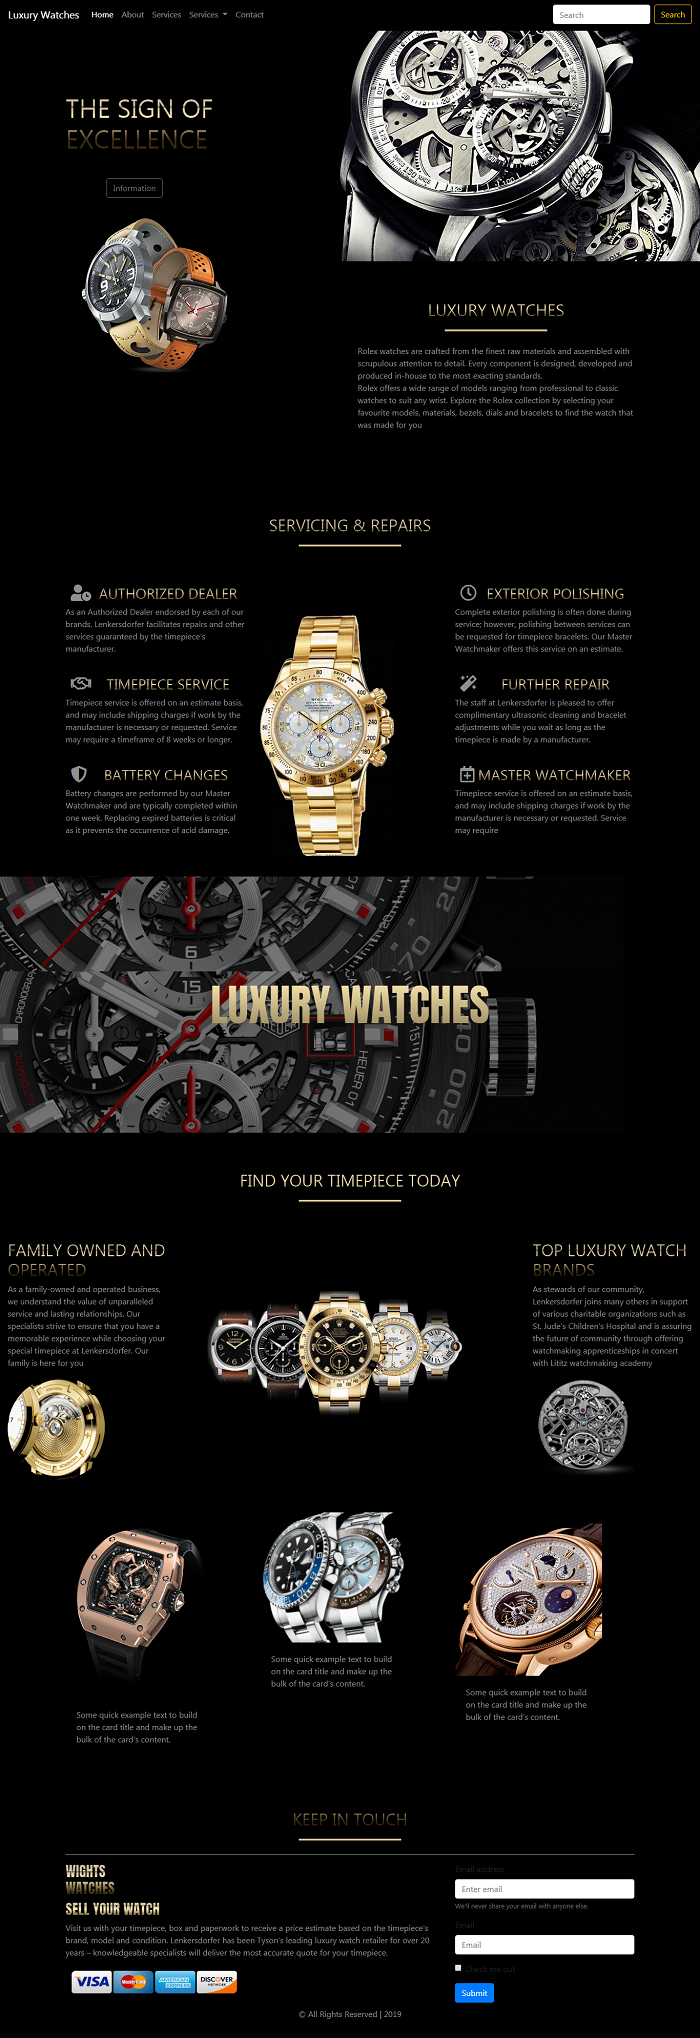 Luxury Watches Home About Services Services Contact Search Search
THE SIGN OF
EXCELLENCE
Information
LUXURY WATCHES
Rolex watches are crafted from the finest raw materials and assembled with
scrupulous attention to detail. Every component is designed, developed and
produced in-house to the most exacting standards.
Rolex offers a wide range of models ranging from professional to classic
watches to suit any wrist. Explore the Rolex collection by selecting your
favourite models, materials, bezels, dials and bracelets to find the watch that
was made for you
SERVICING & REPAIRS
AUTHORIZED DEALER
As an Authorized Dealer endorsed by each of our
brands, Lenkersdorfer facilitates repairs and other
services guaranteed by the timepiece's
manufacturer.
TIMEPIECE SERVICE
Timepiece service is offered on an estimate basis,
and may include shipping charges if work by the
manufacturer is necessary or requested. Service
may require a timeframe of 8 weeks or longer.
BATTERY CHANGES
Battery changes are performed by our Master
Watchmaker and are typically completed within
one week. Replacing expired batteries is critical
as it prevents the occurrence of acid damage.
EXTERIOR POLISHING
Complete exterior polishing is often done during
service; however, polishing between services can
be requested for timepiece bracelets. Our Master
Watchmaker offers this service on an estimate.
FURTHER REPAIR
The staff at Lenkersdorfer is pleased to offer
complimentary ultrasonic cleaning and bracelet
adjustments while you wait as long as the
timepiece is made by a manufacturer.
MASTER WATCHMAKER
Timepiece service is offered on an estimate basis,
and may include shipping charges if work by the
manufacturer is necessary or requested. Service
may require
LUXURY WATCHES
FIND YOUR TIMEPIECE TODAY
FAMILY OWNED AND
OPERATED
As a family-owned and operated business,
we understand the value of unparalleled
service and lasting relationships. Our
specialists strive to ensure that you have a
memorable experience while choosing your
special timepiece at Lenkersdorfer. Our
family is here for you
TOP LUXURY WATCH
BRANDS
As stewards of our community,
Lenkersdorfer joins many others in support
of various charitable organizations such as
St. Jude's Children's Hospital and is assuring
the future of community through offering
watchmaking apprenticeships in concert
with Lititz watchmaking academy
Some quick example text to build
on the card title and make up the
bulk of the card's content.
Some quick example text to build
on the card title and make up the
bulk of the card's content.
Some quick example text to build
on the card title and make up the
bulk of the card's content.
KEEP IN TOUCH
WIGHTS
WATCHES
SELL YOUR WATCH
Visit us with your timepiece, box and paperwork to receive a price estimate based on the timepiece's
brand, model and condition. Lenkersdorfer has been Tyson's leading luxury watch retailer for over 20
years – knowledgeable specialists will deliver the most accurate quote for your timepiece.
VISA MasterCard AMERICAN EXPRESS DISCOVER NETWORK
Email address
Enter email
We'll never share your email with anyone else.
Email
Email
Check me out
Submit
© All Rights Reserved | 2019